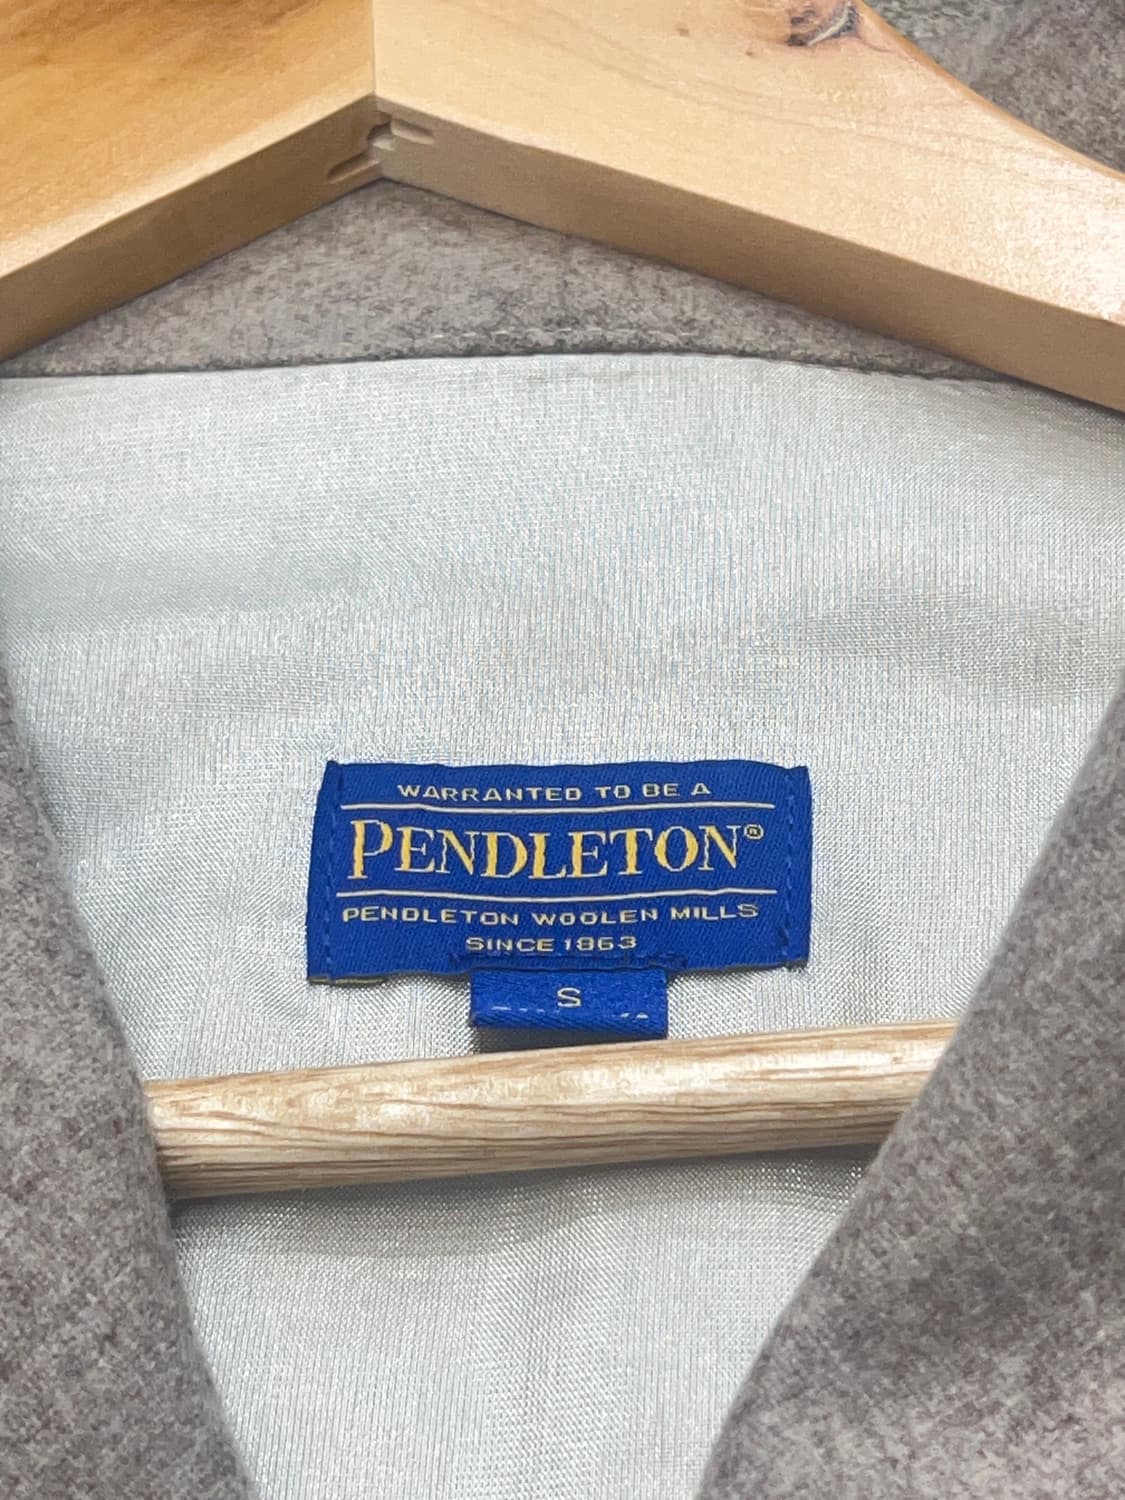 WARRANTED TO BE A
PENDLETON®
PENDLETON WOOLEN MILLS
SINCE 1863
S